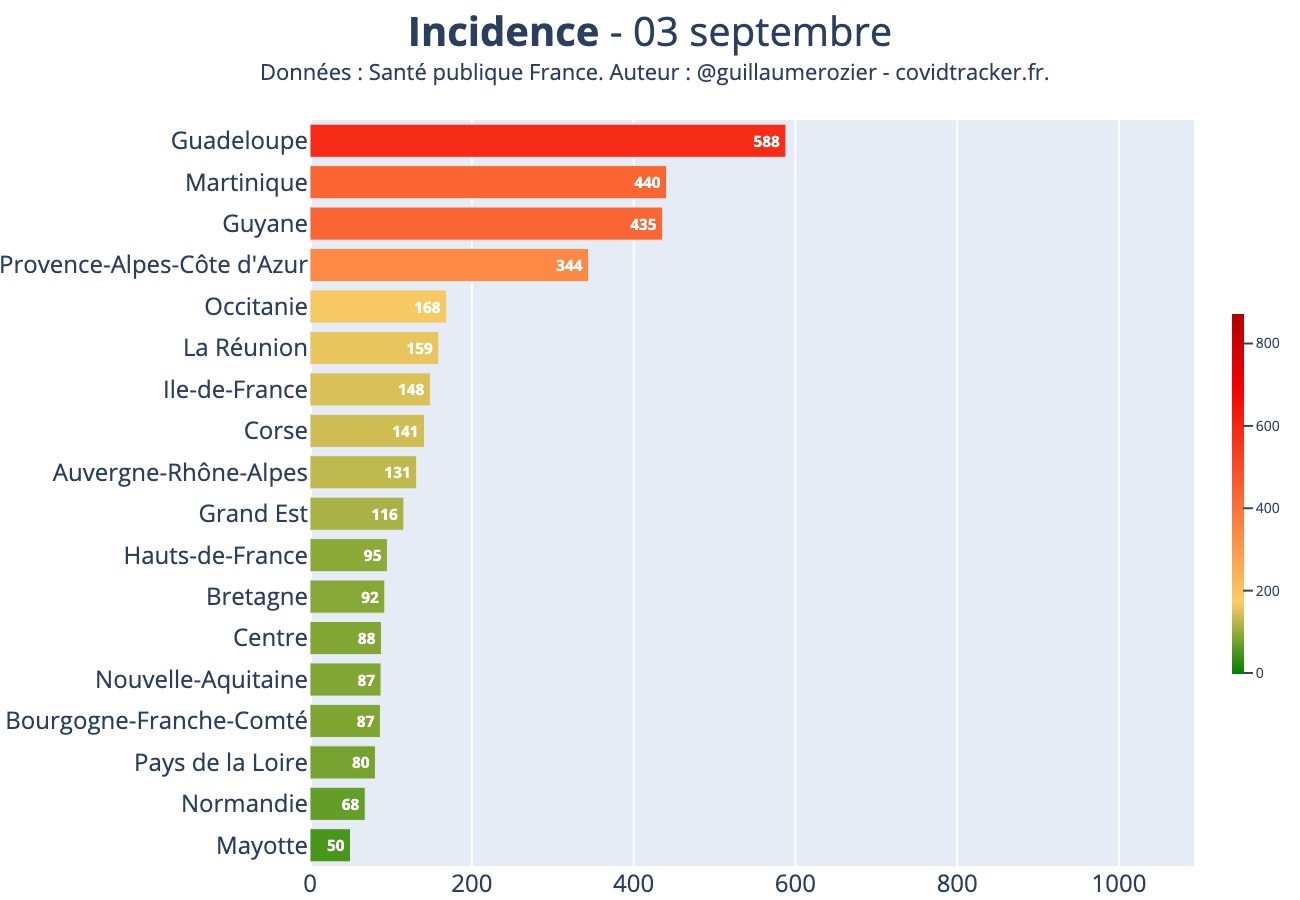 Incidence - 03 septembre
Données : Santé publique France. Auteur : @guillaumerozier - covidtracker.fr.
Guadeloupe 588
Martinique 440
Guyane 435
Provence-Alpes-Côte d'Azur 344
Occitanie 168
La Réunion 159
Ile-de-France 148
Corse 141
Auvergne-Rhône-Alpes 131
Grand Est 116
Hauts-de-France 95
Bretagne 92
Centre 88
Nouvelle-Aquitaine 87
Bourgogne-Franche-Comté 87
Pays de la Loire 80
Normandie 68
Mayotte 50
0 200 400 600 800 1000
800
600
400
200
0